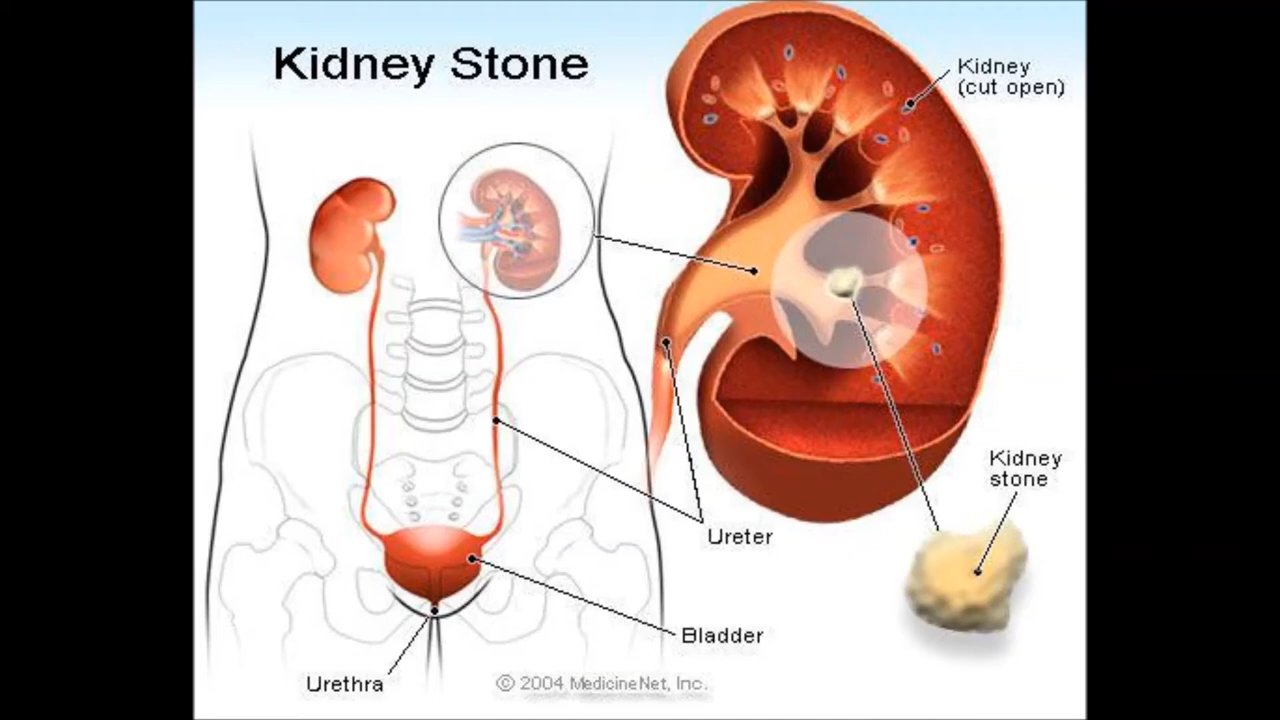 Kidney Stone
Kidney
(cut open)
Kidney
stone
Ureter
Bladder
Urethra
© 2004 MedicineNet, Inc.